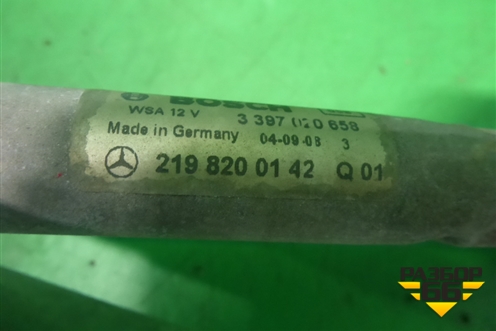 BOSCH
WSA 12 V 3 397 020 658
Made in Germany 04-09-08 3
219 820 01 42 Q 01
РАЗБОР
66